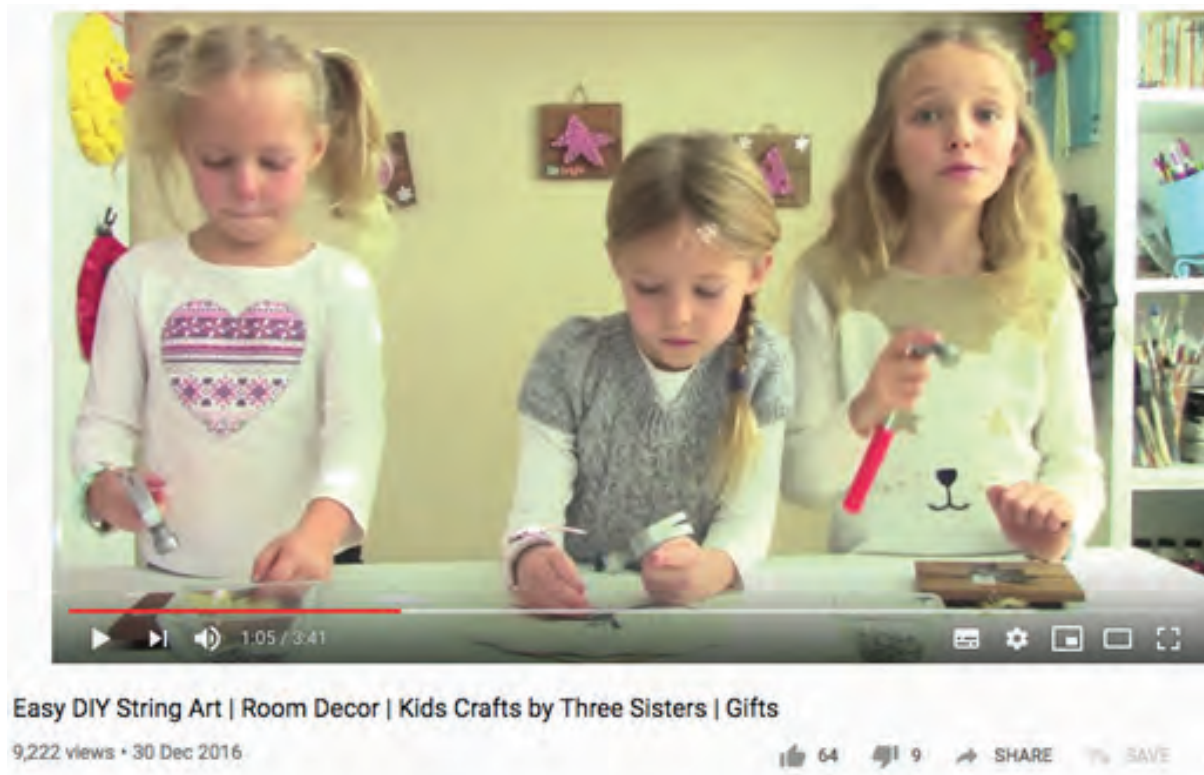 1:05 / 3:41
Easy DIY String Art | Room Decor | Kids Crafts by Three Sisters | Gifts
9,222 views • 30 Dec 2016
64 9 SHARE SAVE